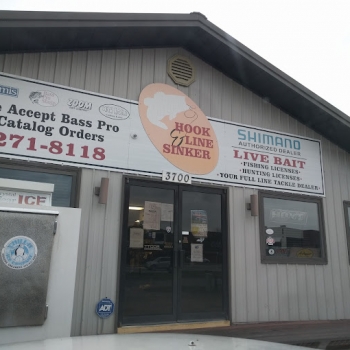 ZOOM
e Accept Bass Pro
Catalog Orders
271-8118
HOOK
& LINE
SINKER
SHIMANO
AUTHORIZED DEALER
LIVE BAIT
· FISHING LICENSES ·
· HUNTING LICENSES ·
· YOUR FULL LINE TACKLE DEALER ·
3700
ICE
ADT